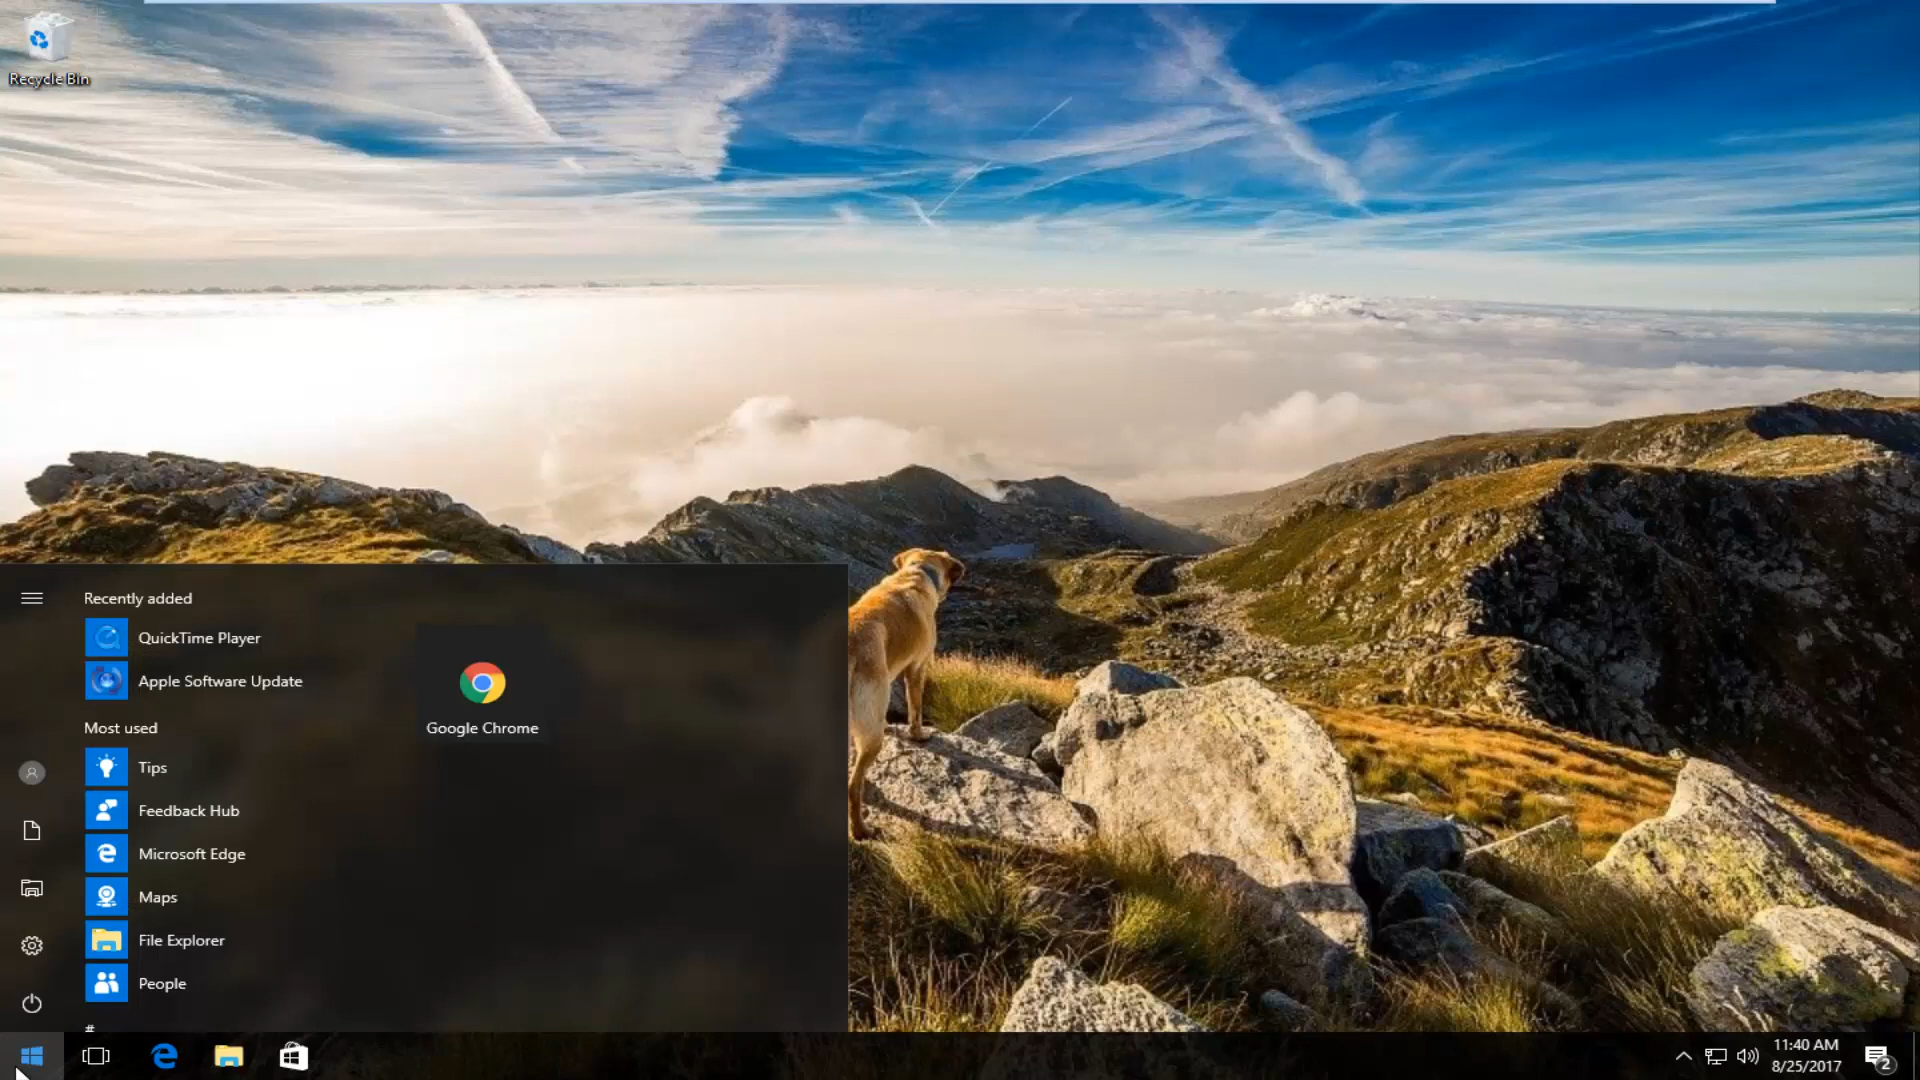 Recycle Bin
Recently added
QuickTime Player
Apple Software Update
Google Chrome
Most used
Tips
Feedback Hub
Microsoft Edge
Maps
File Explorer
People
#
11:40 AM
8/25/2017
2